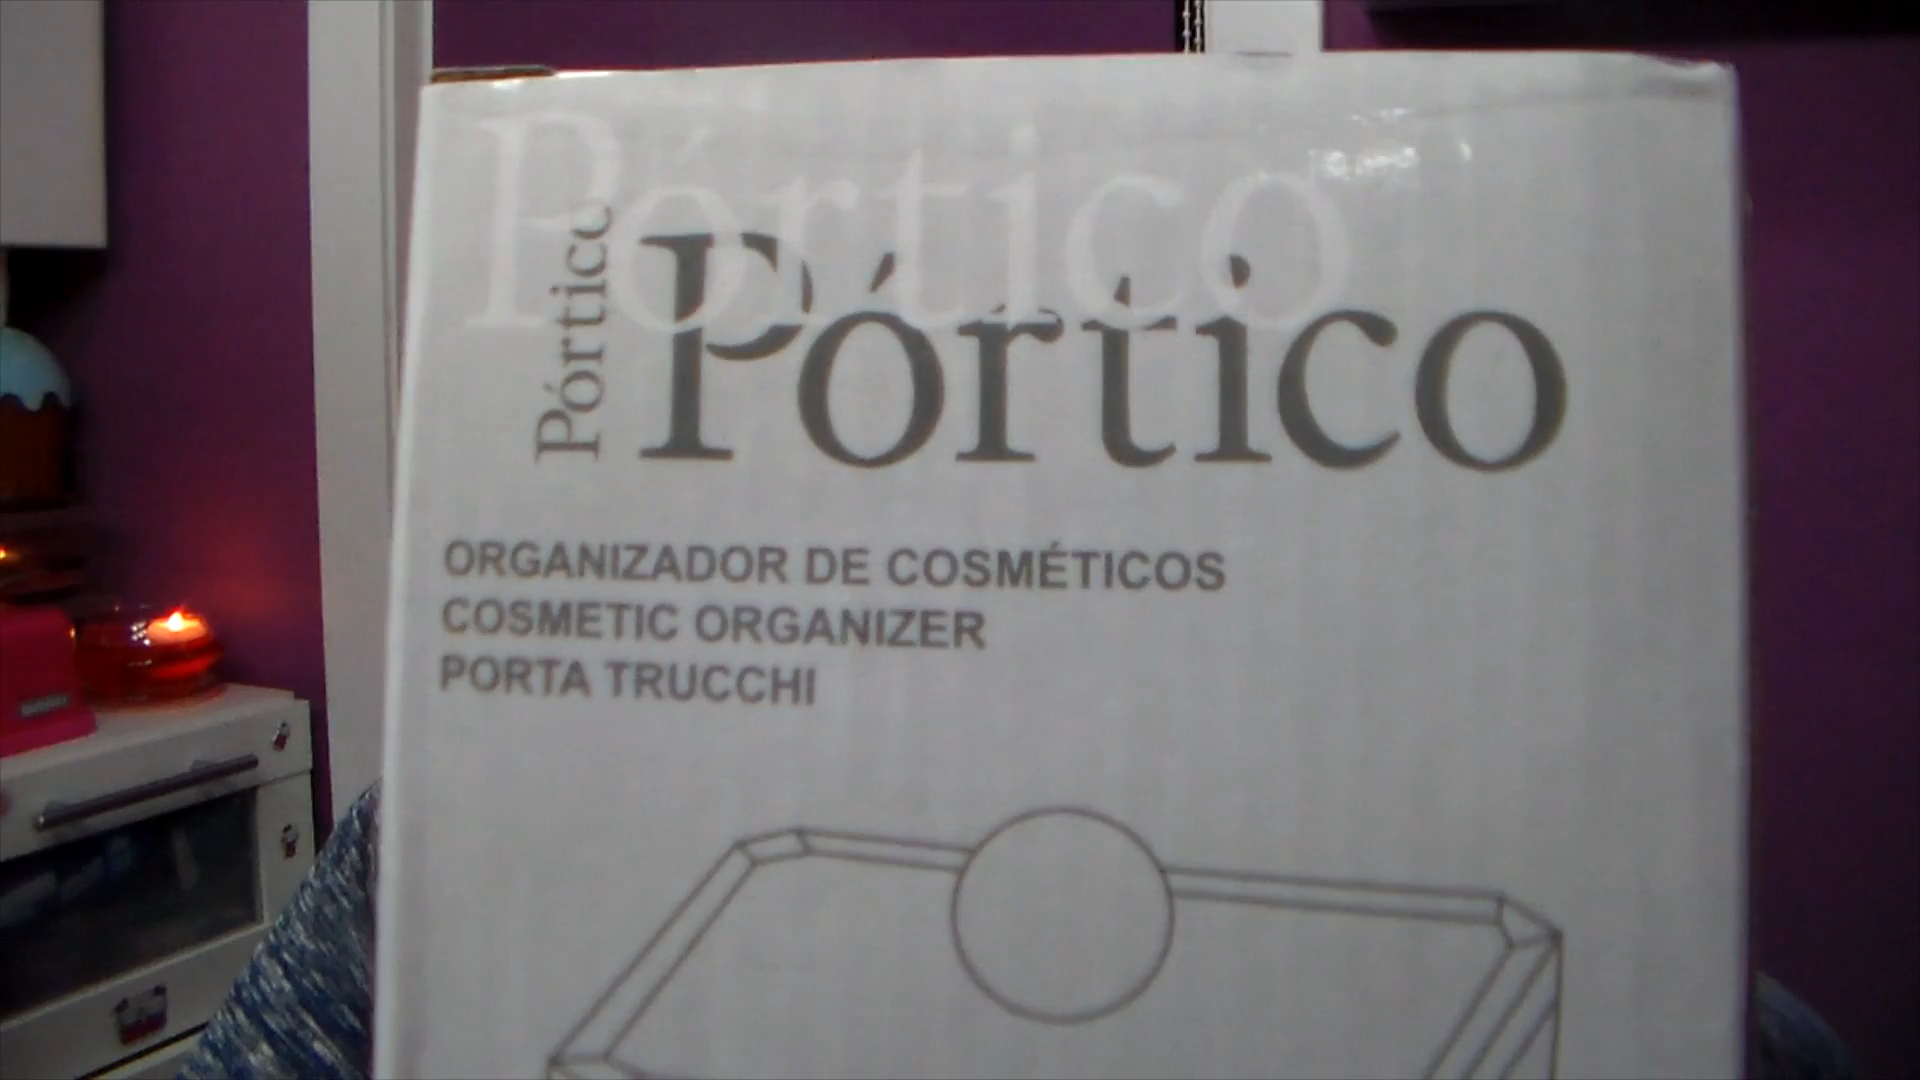 Pórtico
Pórtico
Pórtico
ORGANIZADOR DE COSMÉTICOS
COSMETIC ORGANIZER
PORTA TRUCCHI